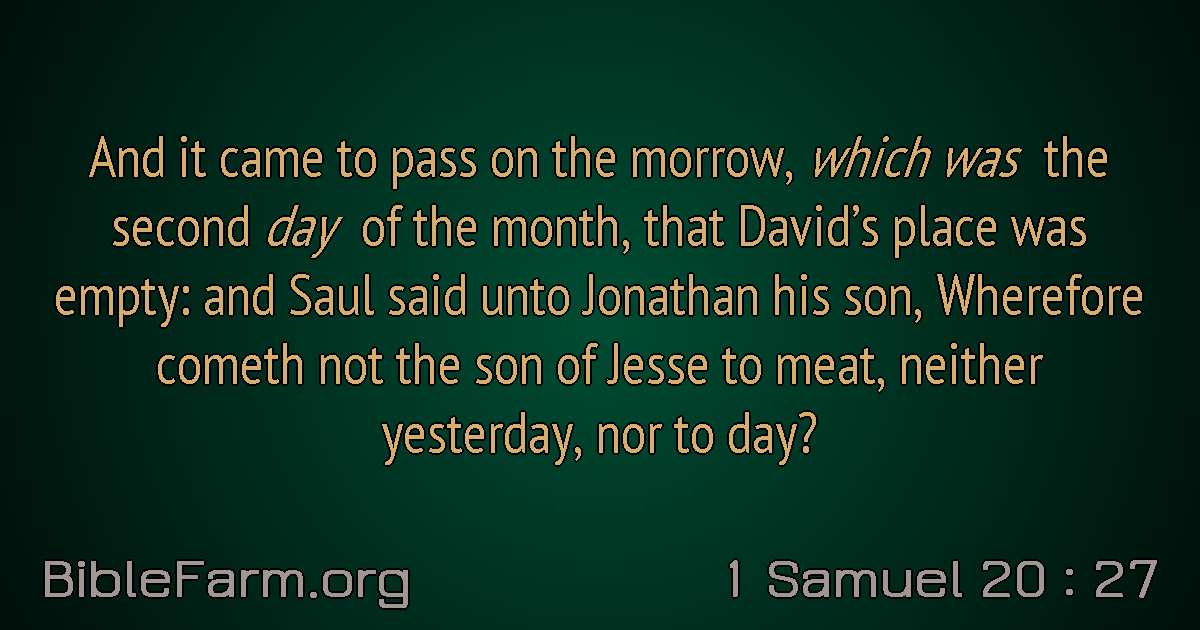 And it came to pass on the morrow, which was the
second day of the month, that David’s place was
empty: and Saul said unto Jonathan his son, Wherefore
cometh not the son of Jesse to meat, neither
yesterday, nor to day?
BibleFarm.org
1 Samuel 20 : 27